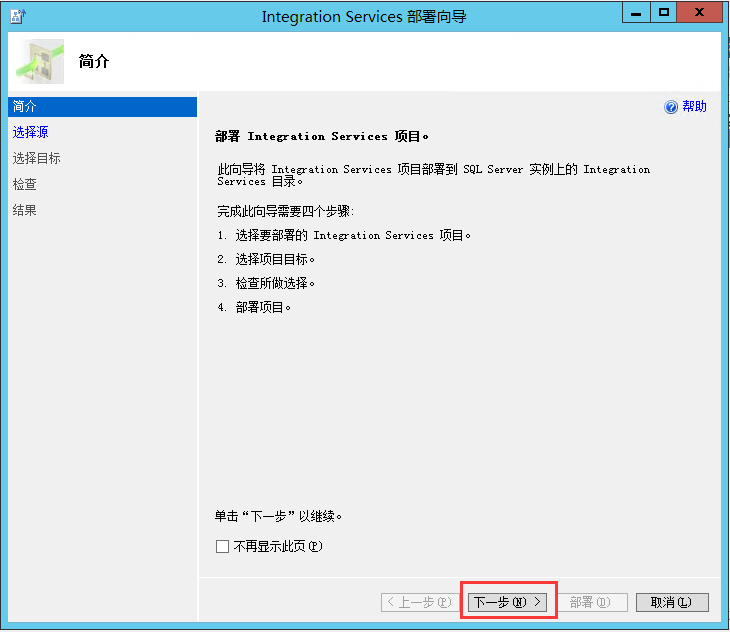 Integration Services 部署向导
简介
简介
选择源
选择目标
检查
结果
帮助
部署 Integration Services 项目。
此向导将 Integration Services 项目部署到 SQL Server 实例上的 Integration
Services 目录。
完成此向导需要四个步骤:
1. 选择要部署的 Integration Services 项目。
2. 选择项目目标。
3. 检查所做选择。
4. 部署项目。
单击“下一步”以继续。
不再显示此页(P)
< 上一步(P)
下一步(N) >
部署(D)
取消(L)